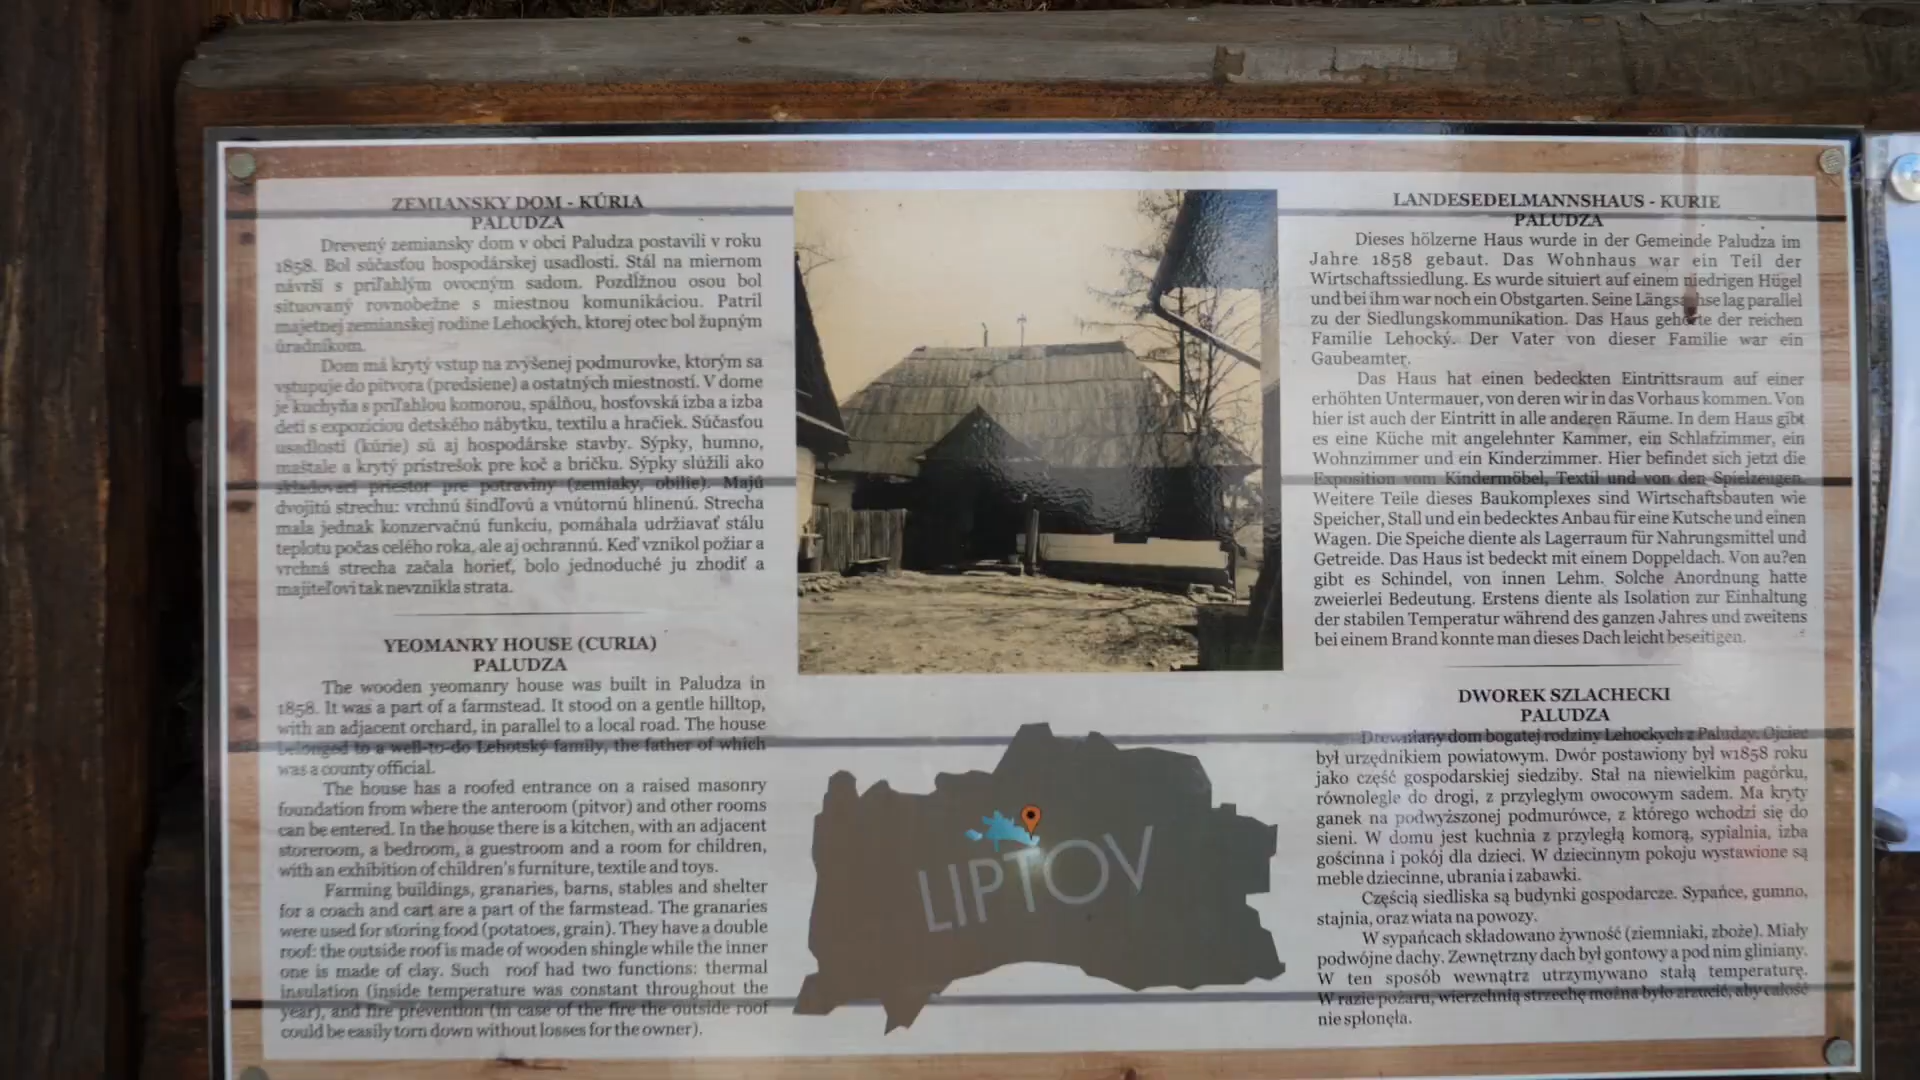 ZEMIANSKY DOM - KÚRIA
PALUDZA
Drevený zemiansky dom v obci Paludza postavili v roku
1858. Bol súčasťou hospodárskej usadlosti. Stál na miernom
návrší s priľahlým ovocným sadom. Pozdĺžnou osou bol
situovaný rovnobežne s miestnou komunikáciou. Patril
majetnej zemianskej rodine Lehockých, ktorej otec bol župným
úradníkom.
Dom má krytý vstup na zvýšenej podmurovke, ktorým sa
vstupuje do pitvora (predsiene) a ostatných miestností. V dome
je kuchyňa s priľahlou komorou, spálňou, hosťovská izba a izba
detí s expozíciou detského nábytku, textilu a hračiek. Súčasťou
usadlosti (kúrie) sú aj hospodárske stavby. Sýpky, humno,
maštale a krytý prístrešok pre koč a bričku. Sýpky slúžili ako
skladovací priestor pre potraviny (zemiaky, obilie). Majú
dvojitú strechu: vrchnú šindľovú a vnútornú hlinenú. Strecha
mala jednak konzervačnú funkciu, pomáhala udržiavať stálu
teplotu počas celého roka, ale aj ochrannú. Keď vznikol požiar a
vrchná strecha začala horieť, bolo jednoduché ju zhodiť a
majiteľovi tak nevznikla strata.
YEOMANRY HOUSE (CURIA)
PALUDZA
The wooden yeomanry house was built in Paludza in
1858. It was a part of a farmstead. It stood on a gentle hilltop,
with an adjacent orchard, in parallel to a local road. The house
belonged to a well-to-do Lehotský family, the father of which
was a county official.
The house has a roofed entrance on a raised masonry
foundation from where the anteroom (pitvor) and other rooms
can be entered. In the house there is a kitchen, with an adjacent
storeroom, a bedroom, a guestroom and a room for children,
with an exhibition of children's furniture, textile and toys.
Farming buildings, granaries, barns, stables and shelter
for a coach and cart are a part of the farmstead. The granaries
were used for storing food (potatoes, grain). They have a double
roof: the outside roof is made of wooden shingle while the inner
one is made of clay. Such roof had two functions: thermal
insulation (inside temperature was constant throughout the
year), and fire prevention (in case of the fire the outside roof
could be easily torn down without losses for the owner).
LIPTOV
LANDESEDELMANNSHAUS - KURIE
PALUDZA
Dieses hölzerne Haus wurde in der Gemeinde Paludza im
Jahre 1858 gebaut. Das Wohnhaus war ein Teil der
Wirtschaftssiedlung. Es wurde situiert auf einem niedrigen Hügel
und bei ihm war noch ein Obstgarten. Seine Längsachse lag parallel
zu der Siedlungskommunikation. Das Haus gehörte der reichen
Familie Lehocký. Der Vater von dieser Familie war ein
Gaubeamter.
Das Haus hat einen bedeckten Eintrittsraum auf einer
erhöhten Untermauer, von deren wir in das Vorhaus kommen. Von
hier ist auch der Eintritt in alle anderen Räume. In dem Haus gibt
es eine Küche mit angelehnter Kammer, ein Schlafzimmer, ein
Wohnzimmer und ein Kinderzimmer. Hier befindet sich jetzt die
Exposition vom Kindermöbel, Textil und von den Spielzeugen.
Weitere Teile dieses Baukomplexes sind Wirtschaftsbauten wie
Speicher, Stall und ein bedecktes Anbau für eine Kutsche und einen
Wagen. Die Speiche diente als Lagerraum für Nahrungsmittel und
Getreide. Das Haus ist bedeckt mit einem Doppeldach. Von au?en
gibt es Schindel, von innen Lehm. Solche Anordnung hatte
zweierlei Bedeutung. Erstens diente als Isolation zur Einhaltung
der stabilen Temperatur während des ganzen Jahres und zweitens
bei einem Brand konnte man dieses Dach leicht beseitigen.
DWOREK SZLACHECKI
PALUDZA
Drewniany dom bogatej rodziny Lehockych z Paludzy. Ojciec
był urzędnikiem powiatowym. Dwór postawiony był w1858 roku
jako część gospodarskiej siedziby. Stał na niewielkim pagórku,
równolegle do drogi, z przyległym owocowym sadem. Ma kryty
ganek na podwyższonej podmurówce, z którego wchodzi się do
sieni. W domu jest kuchnia z przyległą komorą, sypialnia, izba
gościnna i pokój dla dzieci. W dziecinnym pokoju wystawione są
meble dziecinne, ubrania i zabawki.
Częścią siedliska są budynki gospodarcze. Sypańce, gumno,
stajnia, oraz wiata na powozy.
W sypańcach składowano żywność (ziemniaki, zboże). Miały
podwójne dachy. Zewnętrzny dach był gontowy a pod nim gliniany.
W ten sposób wewnątrz utrzymywano stałą temperaturę.
W razie pożaru, wierzchnią strzechę można było zrzucić, aby całość
nie spłonęła.